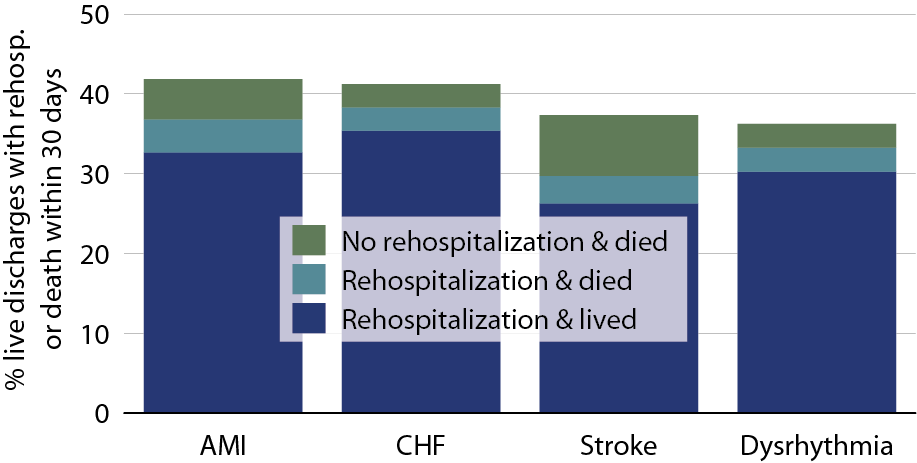 % live discharges with rehosp.
or death within 30 days
50
40
30
20
10
0
No rehospitalization & died
Rehospitalization & died
Rehospitalization & lived
AMI
CHF
Stroke
Dysrhythmia